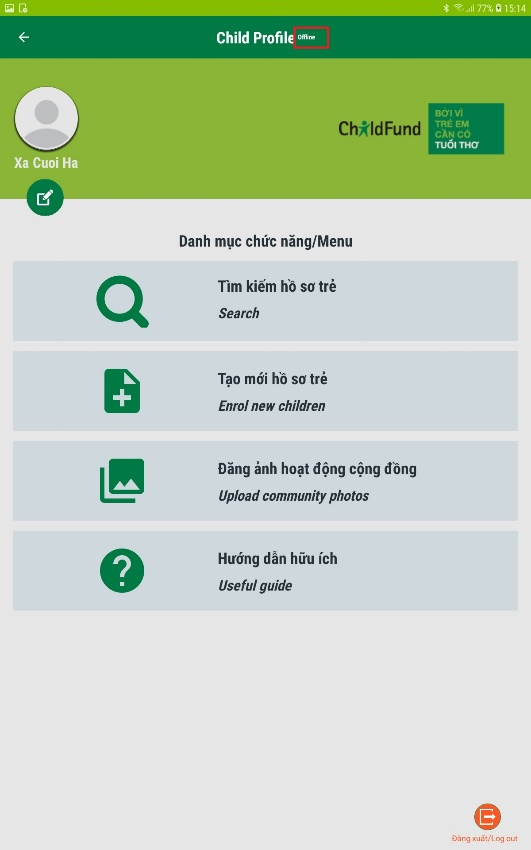 77% 15:14
Child Profile Offline
ChildFund
BỞI VÌ
TRẺ EM
CẦN CÓ
TUỔI THƠ
Xa Cuoi Ha
Danh mục chức năng/Menu
Tìm kiếm hồ sơ trẻ
Search
Tạo mới hồ sơ trẻ
Enrol new children
Đăng ảnh hoạt động cộng đồng
Upload community photos
Hướng dẫn hữu ích
Useful guide
Đăng xuất/Log out